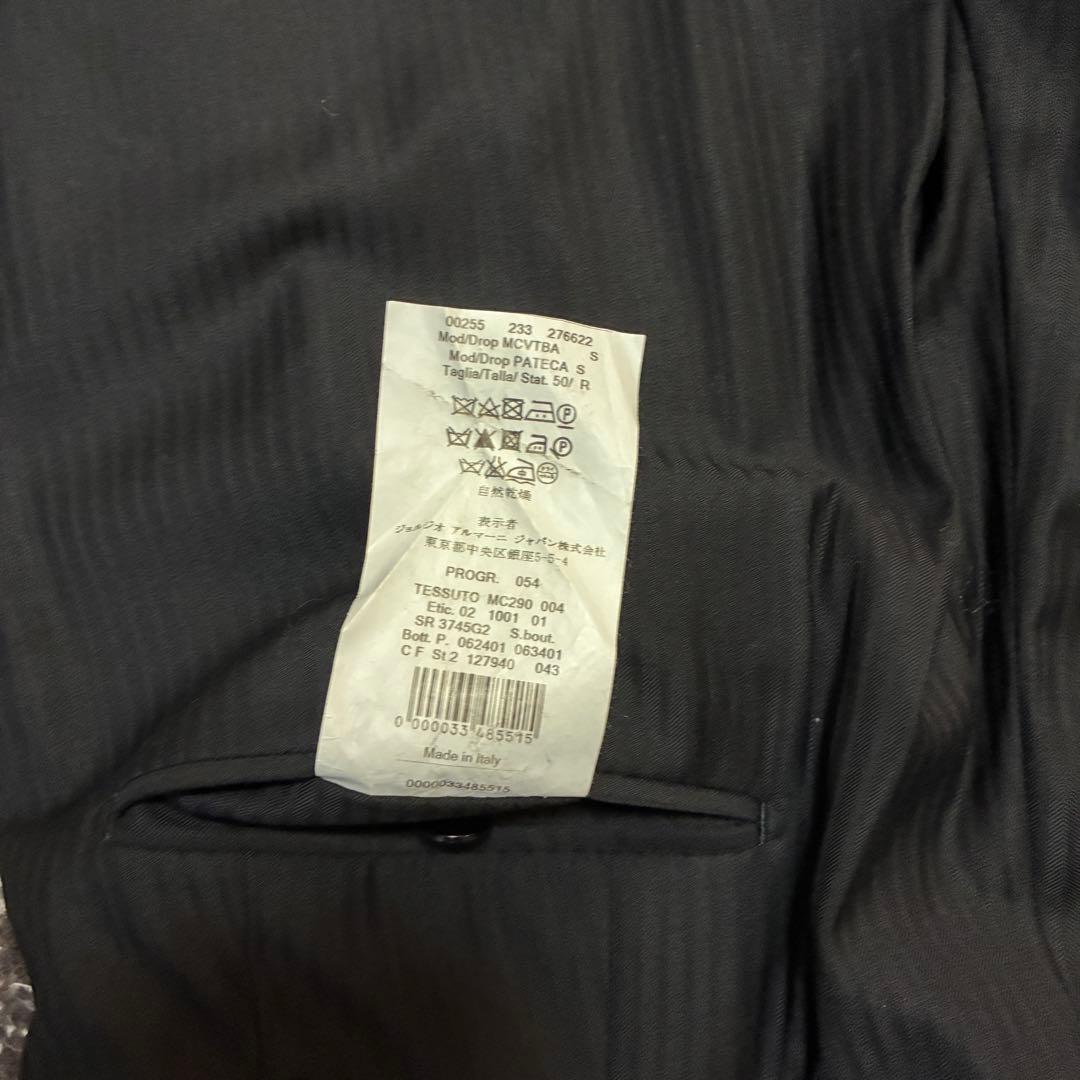 00255 233 276622
Mod/Drop MCVTBA S
Mod/Drop PATECA S
Taglia/Talla/ Stat. 50/ R
自然乾燥
表示者
ジョルジオ アルマーニ ジャパン株式会社
東京都中央区銀座5-5-4
PROGR. 054
TESSUTO MC290 004
Etic. 02 1001 01
SR 3745G2 S.bout.
Bott. P. 062401 063401
C F St 2 127940 043
0 000033 485515
Made in Italy
0000033485515